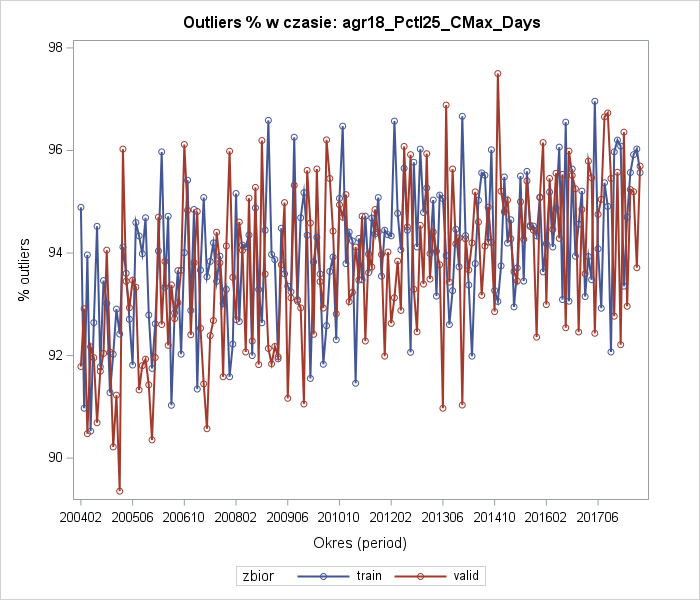 Outliers % w czasie: agr18_Pctl25_CMax_Days
98
96
94
92
90
% outliers
200402 200506 200610 200802 200906 201010 201202 201306 201410 201602 201706
Okres (period)
zbior train valid